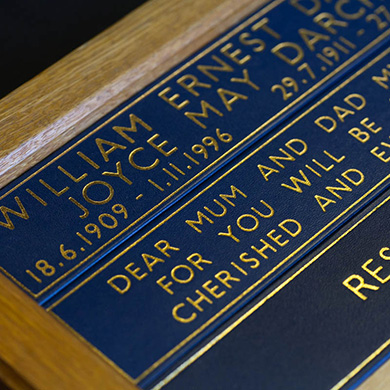 WILLIAM ERNEST
JOYCE MAY
18.6.1909 - 1.11.1996
29.7.1911
DEAR MUM AND DAD
FOR YOU WILL BE
CHERISHED AND